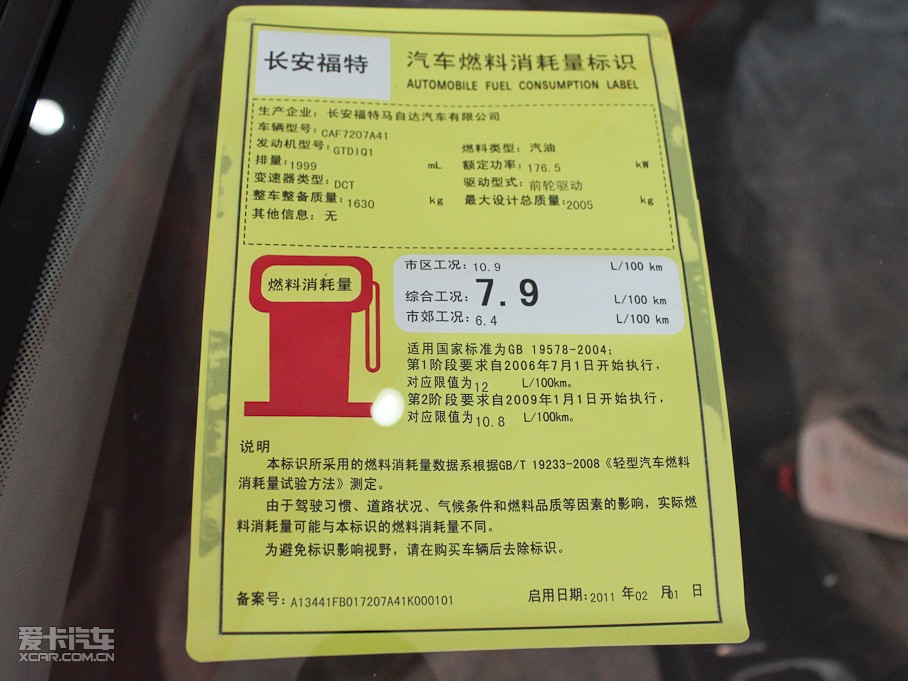 长安福特
汽车燃料消耗量标识
AUTOMOBILE FUEL CONSUMPTION LABEL
生产企业：长安福特马自达汽车有限公司
车辆型号：CAF7207A41
发动机型号：GTDIQ1 燃料类型：汽油
排量：1999 mL 额定功率：176.5 kW
变速器类型：DCT 驱动型式：前轮驱动
整车整备质量：1630 kg 最大设计总质量：2005 kg
其他信息：无
燃料消耗量
市区工况：10.9 L/100 km
综合工况：7.9 L/100 km
市郊工况：6.4 L/100 km
适用国家标准为GB 19578-2004；
第1阶段要求自2006年7月1日开始执行，
对应限值为12 L/100km。
第2阶段要求自2009年1月1日开始执行，
对应限值为10.8 L/100km。
说明
本标识所采用的燃料消耗量数据系根据GB/T 19233-2008《轻型汽车燃料
消耗量试验方法》测定。
由于驾驶习惯、道路状况、气候条件和燃料品质等因素的影响，实际燃
料消耗量可能与本标识的燃料消耗量不同。
为避免标识影响视野，请在购买车辆后去除标识。
备案号：A13441FB017207A41K000101 启用日期：2011 年02 月01 日
爱卡汽车
XCAR.COM.CN